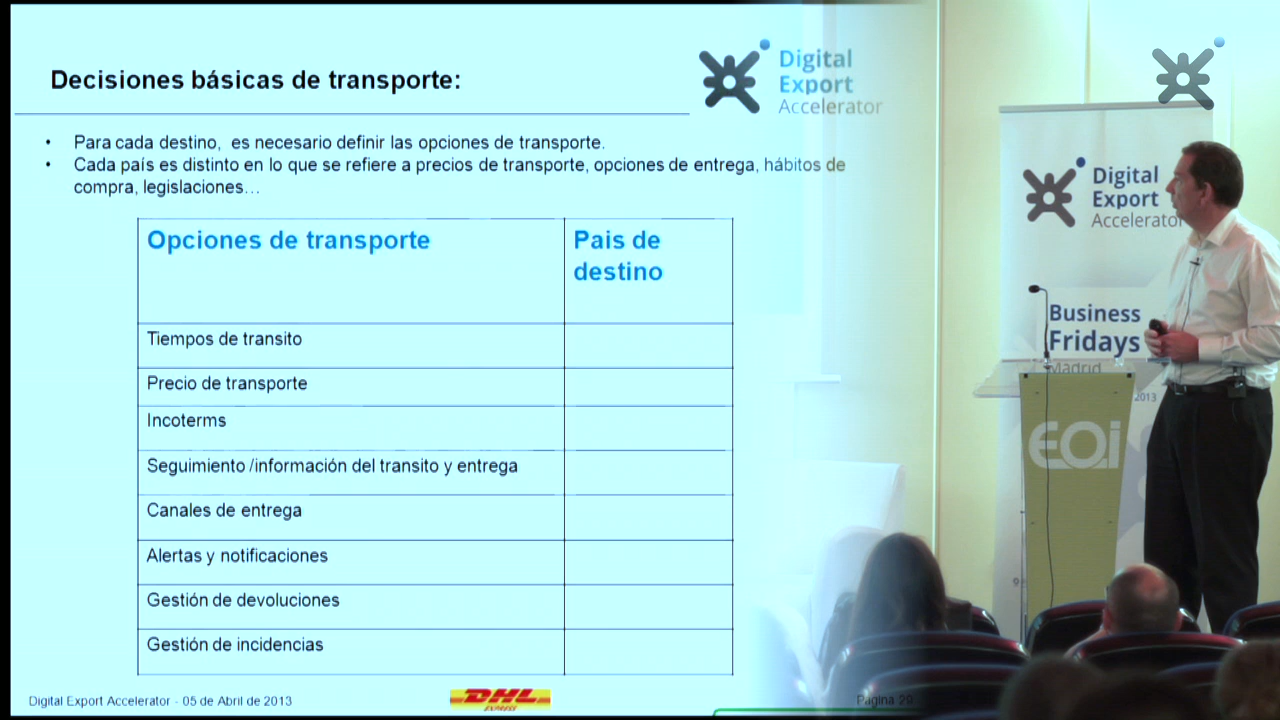 Decisiones básicas de transporte:
Digital
Export
Accelerator
• Para cada destino, es necesario definir las opciones de transporte.
• Cada país es distinto en lo que se refiere a precios de transporte, opciones de entrega, hábitos de
compra, legislaciones…
Opciones de transporte
Pais de
destino
Tiempos de transito
Precio de transporte
Incoterms
Seguimiento /información del transito y entrega
Canales de entrega
Alertas y notificaciones
Gestión de devoluciones
Gestión de incidencias
Digital Export Accelerator - 05 de Abril de 2013
DHL
EXPRESS
Digital
Export
Accelerator
Business
Fridays
Madrid
2013
EOi